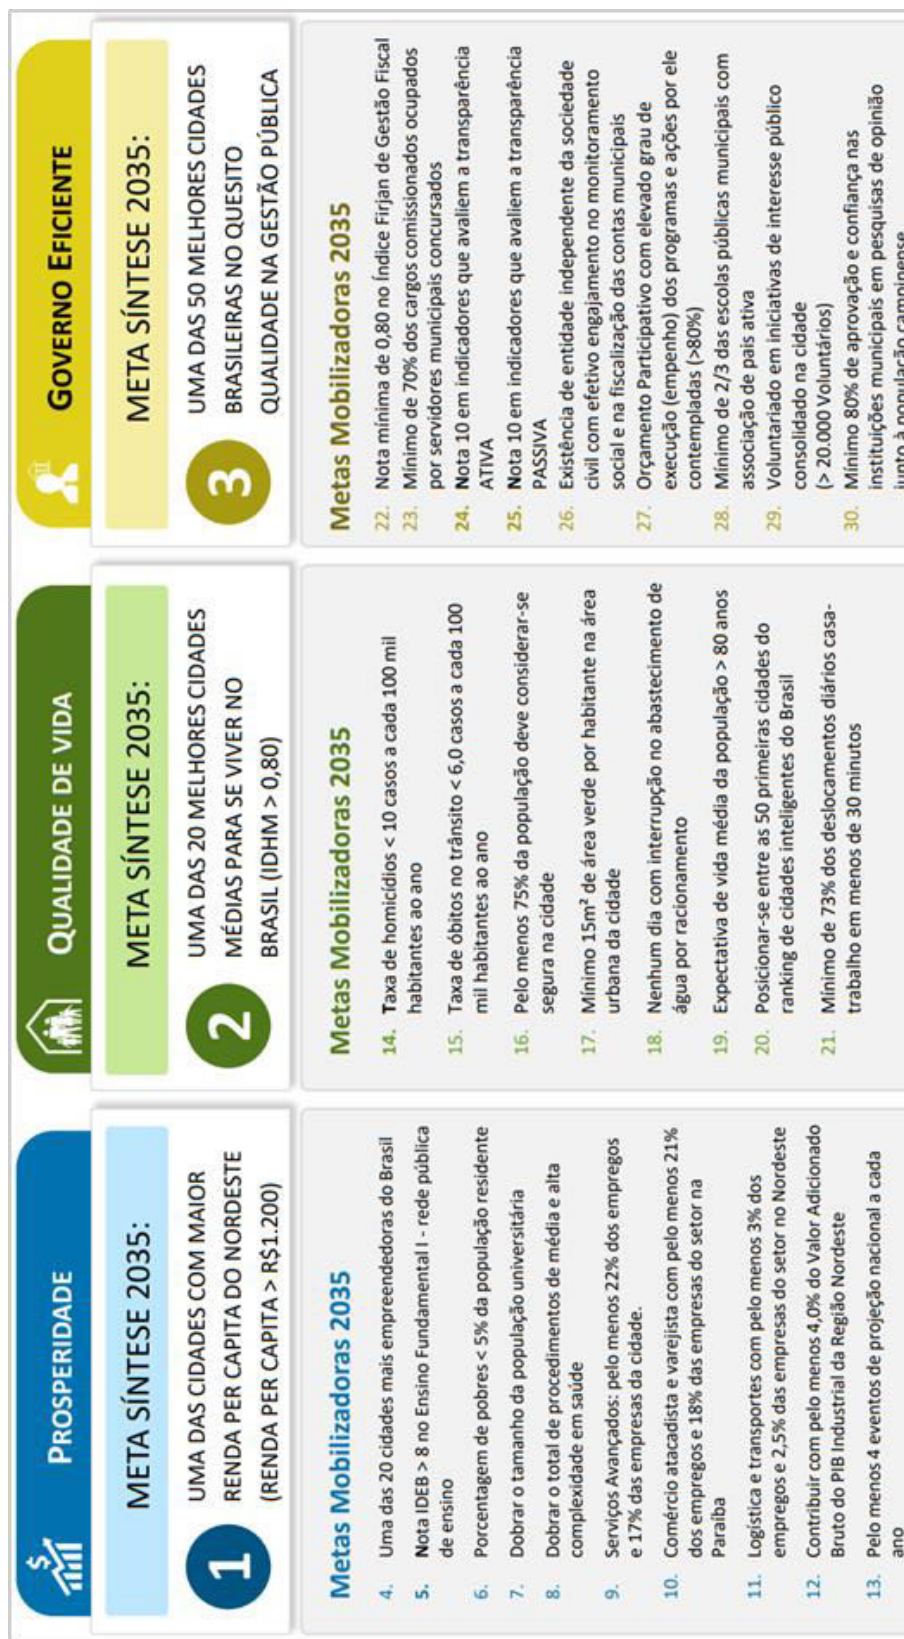 PROSPERIDADE
META SÍNTESE 2035:
1
UMA DAS CIDADES COM MAIOR
RENDA PER CAPITA DO NORDESTE
(RENDA PER CAPITA > R$1.200)
Metas Mobilizadoras 2035
4. Uma das 20 cidades mais empreendedoras do Brasil
5. Nota IDEB > 8 no Ensino Fundamental I - rede pública
de ensino
6. Porcentagem de pobres < 5% da população residente
7. Dobrar o tamanho da população universitária
8. Dobrar o total de procedimentos de média e alta
complexidade em saúde
9. Serviços Avançados: pelo menos 22% dos empregos
e 17% das empresas da cidade.
10. Comércio atacadista e varejista com pelo menos 21%
dos empregos e 18% das empresas do setor na
Paraíba
11. Logística e transportes com pelo menos 3% dos
empregos e 2,5% das empresas do setor no Nordeste
12. Contribuir com pelo menos 4,0% do Valor Adicionado
Bruto do PIB Industrial da Região Nordeste
13. Pelo menos 4 eventos de projeção nacional a cada
ano
QUALIDADE DE VIDA
META SÍNTESE 2035:
2
UMA DAS 20 MELHORES CIDADES
MÉDIAS PARA SE VIVER NO
BRASIL (IDHM > 0,80)
Metas Mobilizadoras 2035
14. Taxa de homicídios < 10 casos a cada 100 mil
habitantes ao ano
15. Taxa de óbitos no trânsito < 6,0 casos a cada 100
mil habitantes ao ano
16. Pelo menos 75% da população deve considerar-se
segura na cidade
17. Mínimo 15m² de área verde por habitante na área
urbana da cidade
18. Nenhum dia com interrupção no abastecimento de
água por racionamento
19. Expectativa de vida média da população > 80 anos
20. Posicionar-se entre as 50 primeiras cidades do
ranking de cidades inteligentes do Brasil
21. Mínimo de 73% dos deslocamentos diários casa-
trabalho em menos de 30 minutos
GOVERNO EFICIENTE
META SÍNTESE 2035:
3
UMA DAS 50 MELHORES CIDADES
BRASILEIRAS NO QUESITO
QUALIDADE NA GESTÃO PÚBLICA
Metas Mobilizadoras 2035
22. Nota mínima de 0,80 no Índice Firjan de Gestão Fiscal
23. Mínimo de 70% dos cargos comissionados ocupados
por servidores municipais concursados
24. Nota 10 em indicadores que avaliem a transparência
ATIVA
25. Nota 10 em indicadores que avaliem a transparência
PASSIVA
26. Existência de entidade independente da sociedade
civil com efetivo engajamento no monitoramento
social e na fiscalização das contas municipais
27. Orçamento Participativo com elevado grau de
execução (empenho) dos programas e ações por ele
contempladas (>80%)
28. Mínimo de 2/3 das escolas públicas municipais com
associação de pais ativa
29. Voluntariado em iniciativas de interesse público
consolidado na cidade
(> 20.000 Voluntários)
30. Mínimo 80% de aprovação e confiança nas
instituições municipais em pesquisas de opinião
junto à população campinense